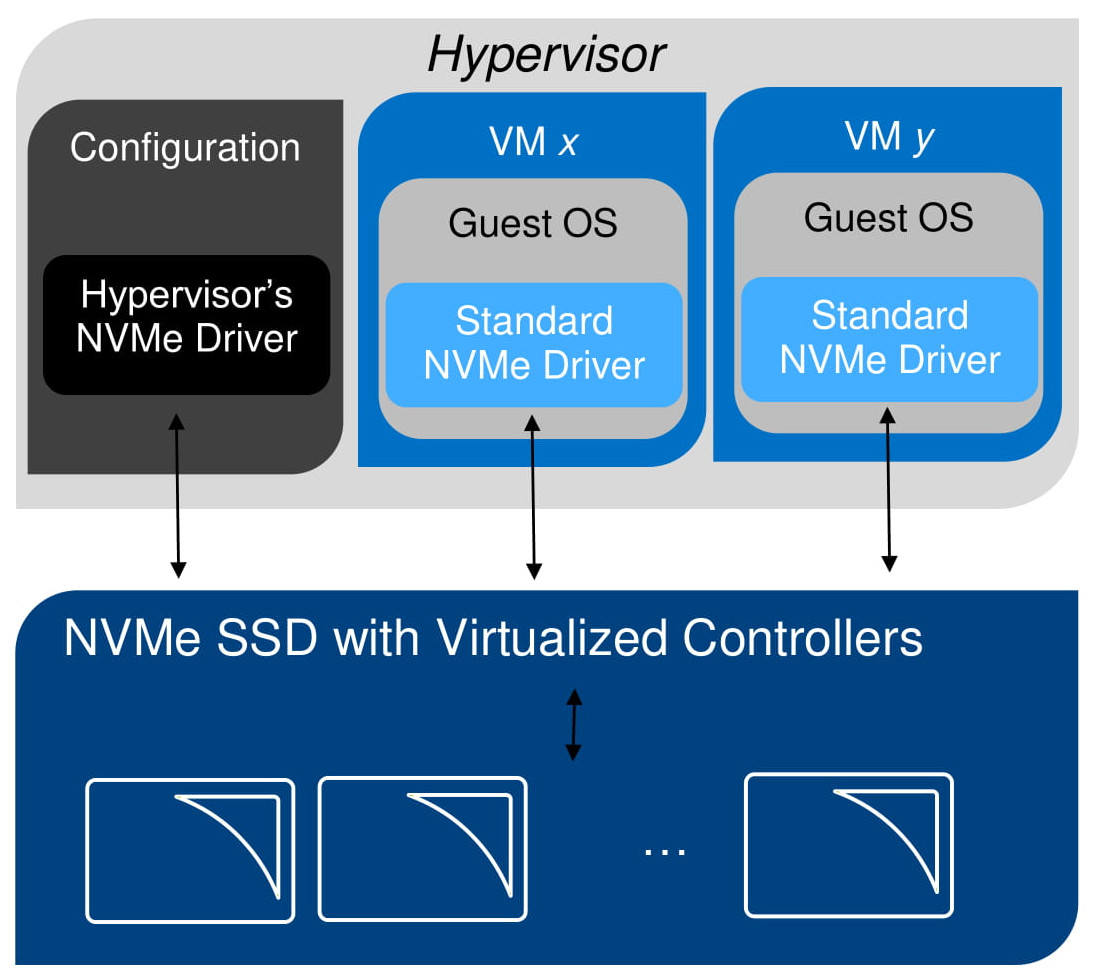 Hypervisor
Configuration
Hypervisor's
NVMe Driver
VM x
Guest OS
Standard
NVMe Driver
VM y
Guest OS
Standard
NVMe Driver
NVMe SSD with Virtualized Controllers
...